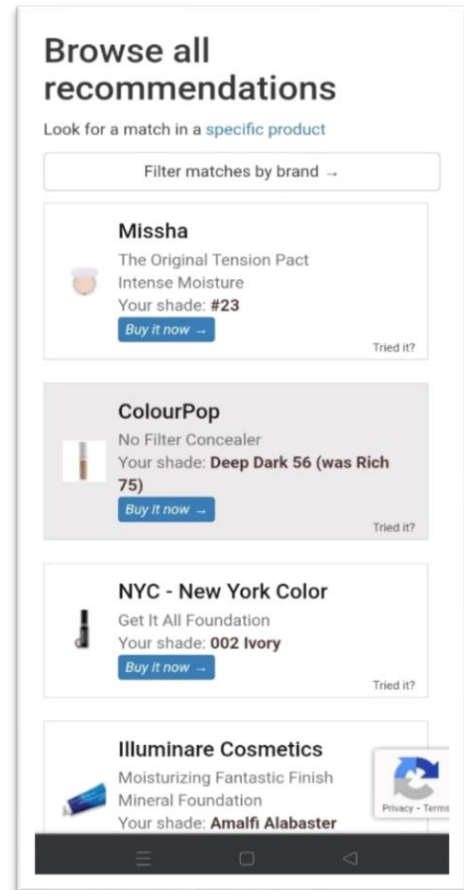 Browse all
recommendations
Look for a match in a specific product
Filter matches by brand →
Missha
The Original Tension Pact
Intense Moisture
Your shade: #23
Buy it now →
Tried it?
ColourPop
No Filter Concealer
Your shade: Deep Dark 56 (was Rich
75)
Buy it now →
Tried it?
NYC - New York Color
Get It All Foundation
Your shade: 002 Ivory
Buy it now →
Tried it?
Illuminare Cosmetics
Moisturizing Fantastic Finish
Mineral Foundation
Your shade: Amalfi Alabaster
Privacy - Terms